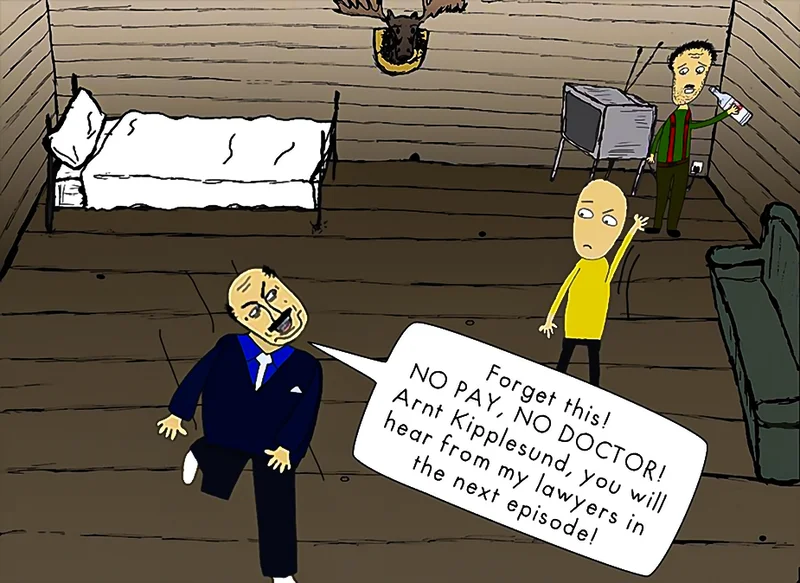 Forget this!
NO PAY, NO DOCTOR!
Arnt Kipplesund, you will
hear from my lawyers in
the next episode!